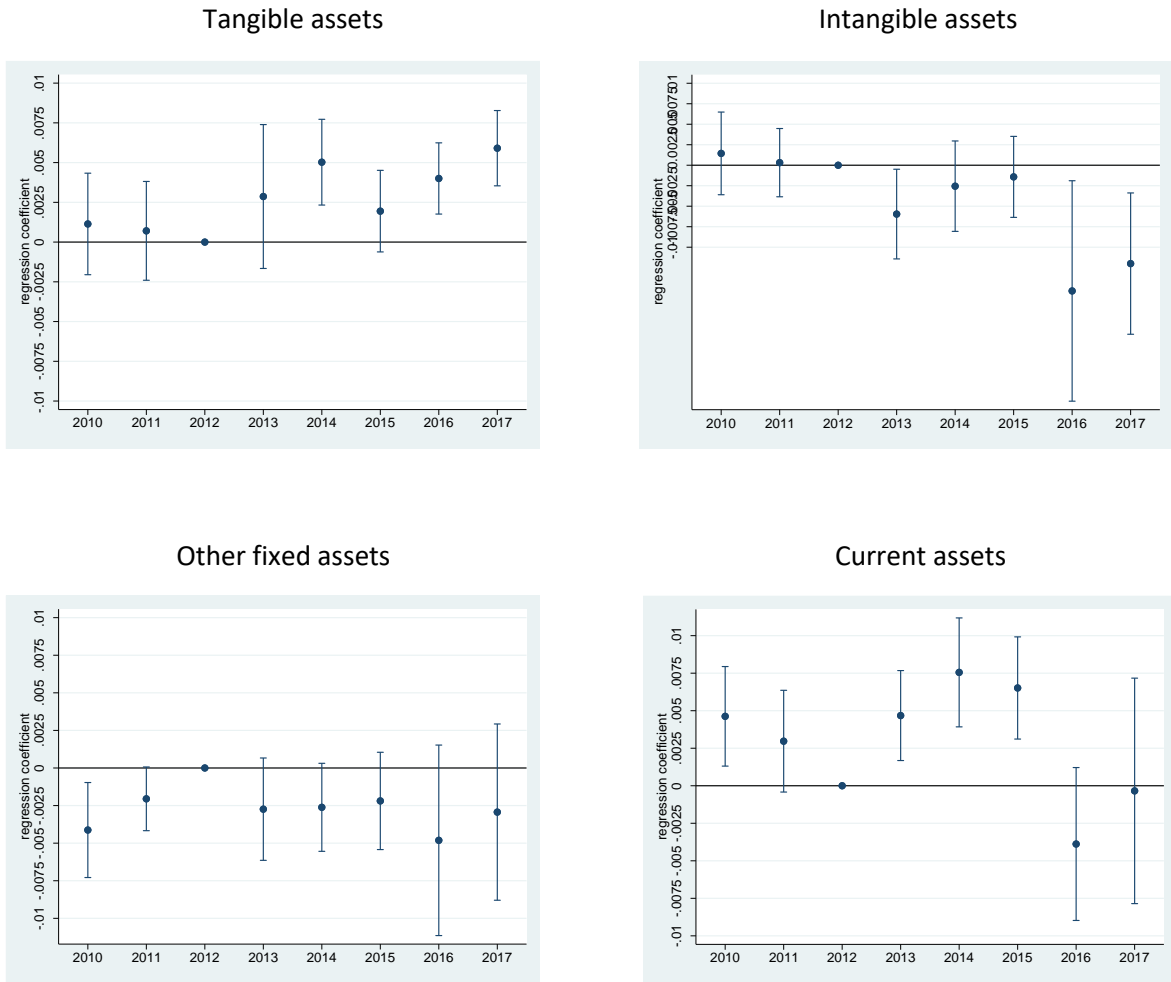 Tangible assets
regression coefficient
-.01 -.0075 -.005 -.0025 0 .0025 .005 .0075 .01
2010 2011 2012 2013 2014 2015 2016 2017
Intangible assets
regression coefficient
-.01 0 .0025 .01
2010 2011 2012 2013 2014 2015 2016 2017
Other fixed assets
regression coefficient
-.01 -.0075 -.005 -.0025 0 .0025 .005 .0075 .01
2010 2011 2012 2013 2014 2015 2016 2017
Current assets
regression coefficient
-.01 -.0075 -.005 -.0025 0 .0025 .005 .0075 .01
2010 2011 2012 2013 2014 2015 2016 2017